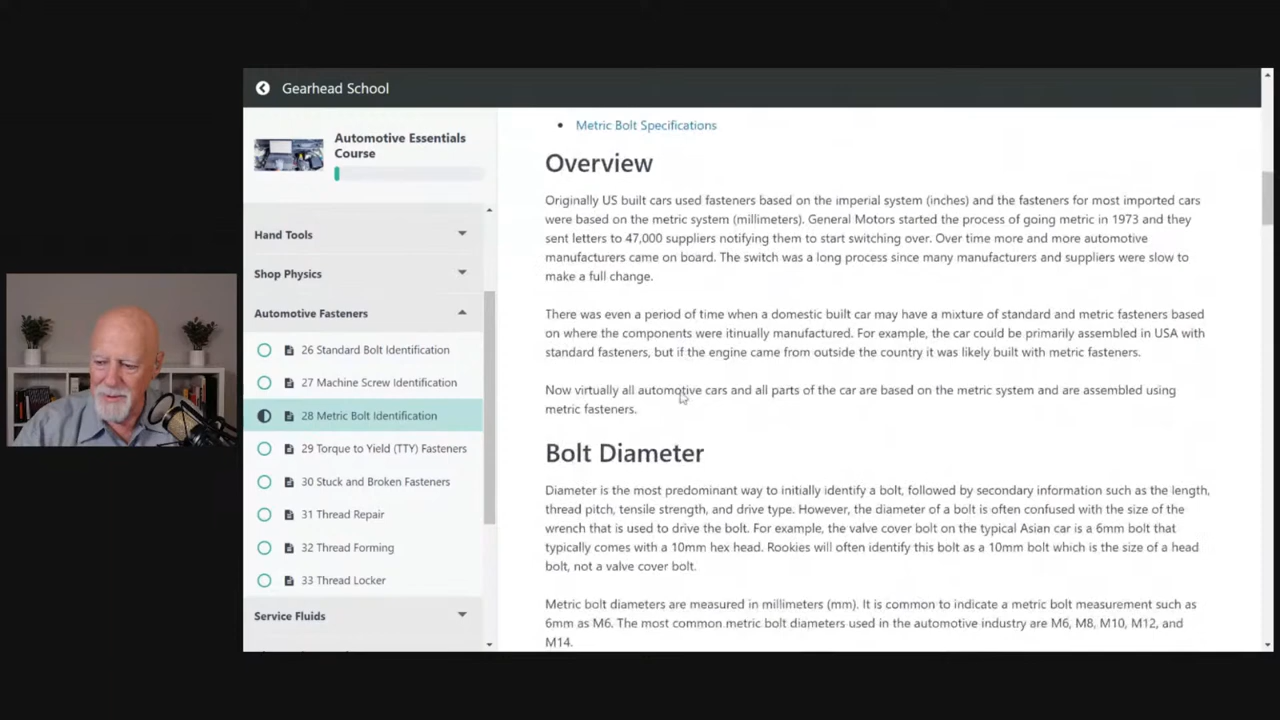 Gearhead School
Automotive Essentials
Course
Hand Tools
Shop Physics
Automotive Fasteners
26 Standard Bolt Identification
27 Machine Screw Identification
28 Metric Bolt Identification
29 Torque to Yield (TTY) Fasteners
30 Stuck and Broken Fasteners
31 Thread Repair
32 Thread Forming
33 Thread Locker
Service Fluids
• Metric Bolt Specifications
Overview
Originally US built cars used fasteners based on the imperial system (inches) and the fasteners for most imported cars
were based on the metric system (millimeters). General Motors started the process of going metric in 1973 and they
sent letters to 47,000 suppliers notifying them to start switching over. Over time more and more automotive
manufacturers came on board. The switch was a long process since many manufacturers and suppliers were slow to
make a full change.
There was even a period of time when a domestic built car may have a mixture of standard and metric fasteners based
on where the components were itinually manufactured. For example, the car could be primarily assembled in USA with
standard fasteners, but if the engine came from outside the country it was likely built with metric fasteners.
Now virtually all automotive cars and all parts of the car are based on the metric system and are assembled using
metric fasteners.
Bolt Diameter
Diameter is the most predominant way to initially identify a bolt, followed by secondary information such as the length,
thread pitch, tensile strength, and drive type. However, the diameter of a bolt is often confused with the size of the
wrench that is used to drive the bolt. For example, the valve cover bolt on the typical Asian car is a 6mm bolt that
typically comes with a 10mm hex head. Rookies will often identify this bolt as a 10mm bolt which is the size of a head
bolt, not a valve cover bolt.
Metric bolt diameters are measured in millimeters (mm). It is common to indicate a metric bolt measurement such as
6mm as M6. The most common metric bolt diameters used in the automotive industry are M6, M8, M10, M12, and
M14.